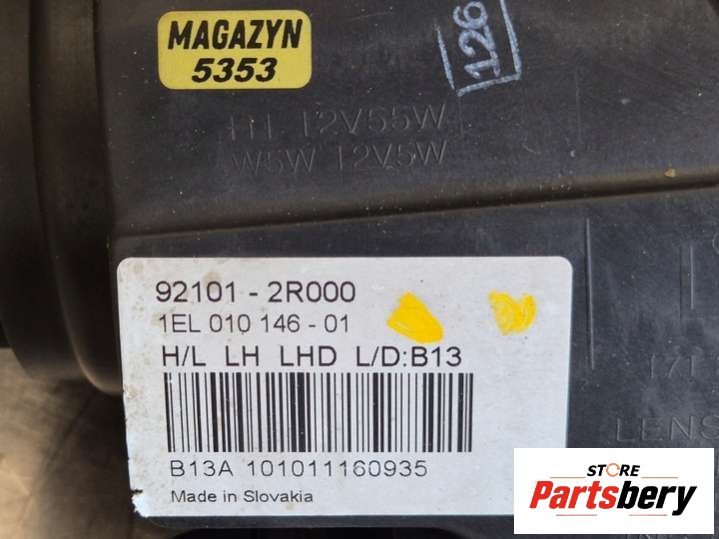 MAGAZYN
5353
126
H1 12V55W
W5W 12V5W
92101 - 2R000
1EL 010 146 - 01
H/L LH LHD L/D:B13
B13A 101011160935
Made in Slovakia
LENS
STORE
Partsbery